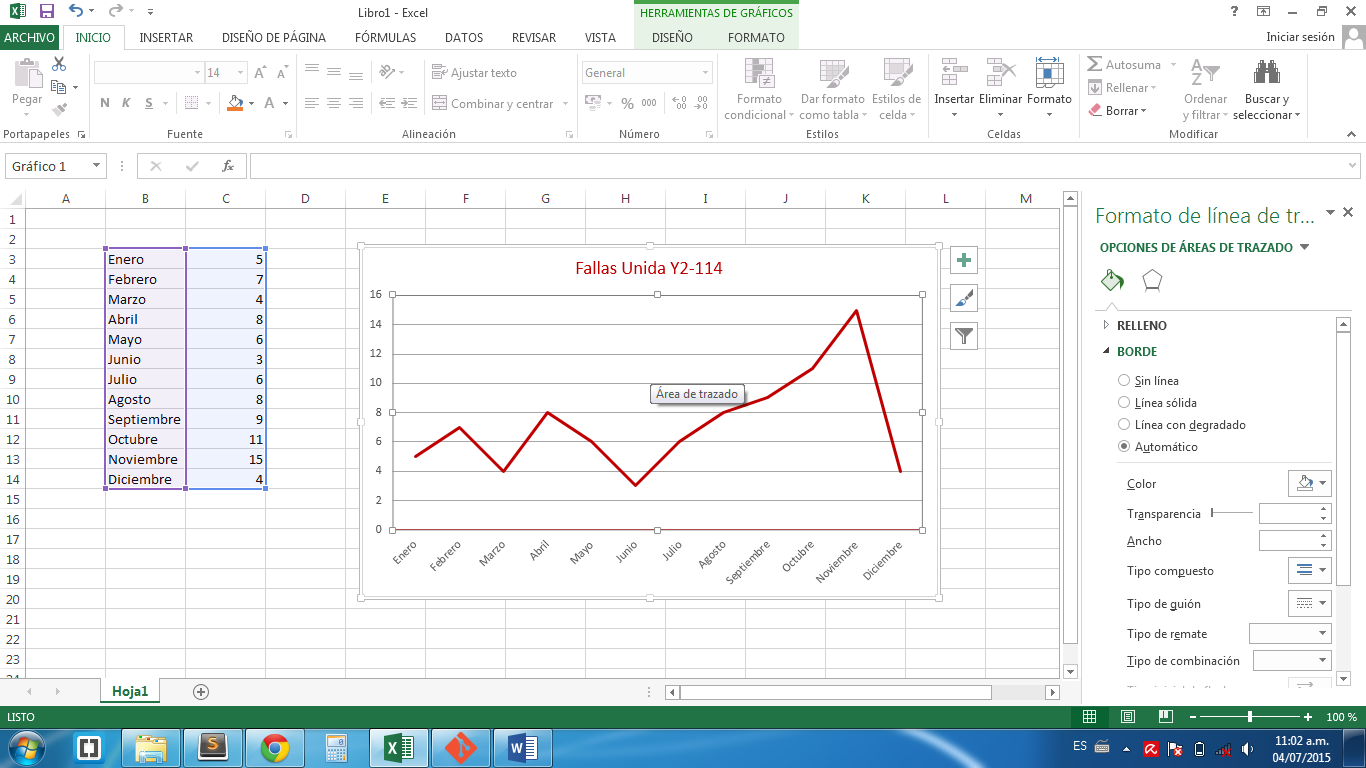 Libro1 - Excel
HERRAMIENTAS DE GRÁFICOS
?
ARCHIVO INICIO INSERTAR DISEÑO DE PÁGINA FÓRMULAS DATOS REVISAR VISTA DISEÑO FORMATO Iniciar sesión
Pegar
Portapapeles
14
N K S
Fuente
Ajustar texto
Combinar y centrar
Alineación
General
% 000
Número
Formato condicional
Dar formato como tabla
Estilos de celda
Estilos
Insertar Eliminar Formato
Celdas
Autosuma
Rellenar
Borrar
Ordenar y filtrar
Buscar y seleccionar
Modificar
Gráfico 1
fx
A B C D E F G H I J K L M
1
2
3 Enero 5
4 Febrero 7
5 Marzo 4
6 Abril 8
7 Mayo 6
8 Junio 3
9 Julio 6
10 Agosto 8
11 Septiembre 9
12 Octubre 11
13 Noviembre 15
14 Diciembre 4
15
16
17
18
19
20
21
22
23
Fallas Unida Y2-114
16
14
12
10
8
6
4
2
0
Área de trazado
Enero Febrero Marzo Abril Mayo Junio Julio Agosto Septiembre Octubre Noviembre Diciembre
Formato de línea de tr...
OPCIONES DE ÁREAS DE TRAZADO
RELLENO
BORDE
Sin línea
Línea sólida
Línea con degradado
Automático
Color
Transparencia
Ancho
Tipo compuesto
Tipo de guión
Tipo de remate
Tipo de combinación
Hoja1
LISTO
100 %
ES
11:02 a.m.
04/07/2015